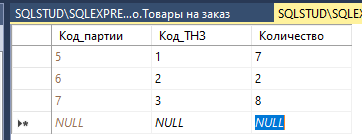 SQLSTUD\SQLEXPRE...о.Товары на заказ SQLSTUD\SQLEX
Код_партии Код_ТНЗ Количество
5 1 7
6 2 2
7 3 8
NULL NULL NULL